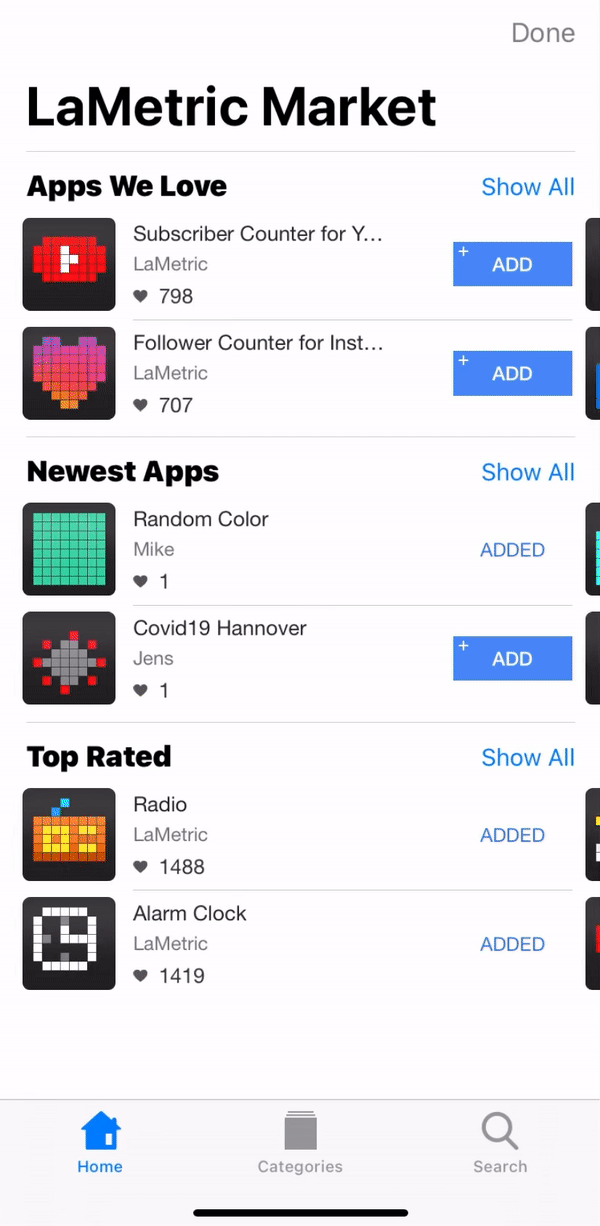 Done
LaMetric Market
Apps We Love
Show All
Subscriber Counter for Y...
LaMetric
798
+ ADD
Follower Counter for Inst...
LaMetric
707
+ ADD
Newest Apps
Show All
Random Color
Mike
1
ADDED
Covid19 Hannover
Jens
1
+ ADD
Top Rated
Show All
Radio
LaMetric
1488
ADDED
Alarm Clock
LaMetric
1419
ADDED
Home
Categories
Search